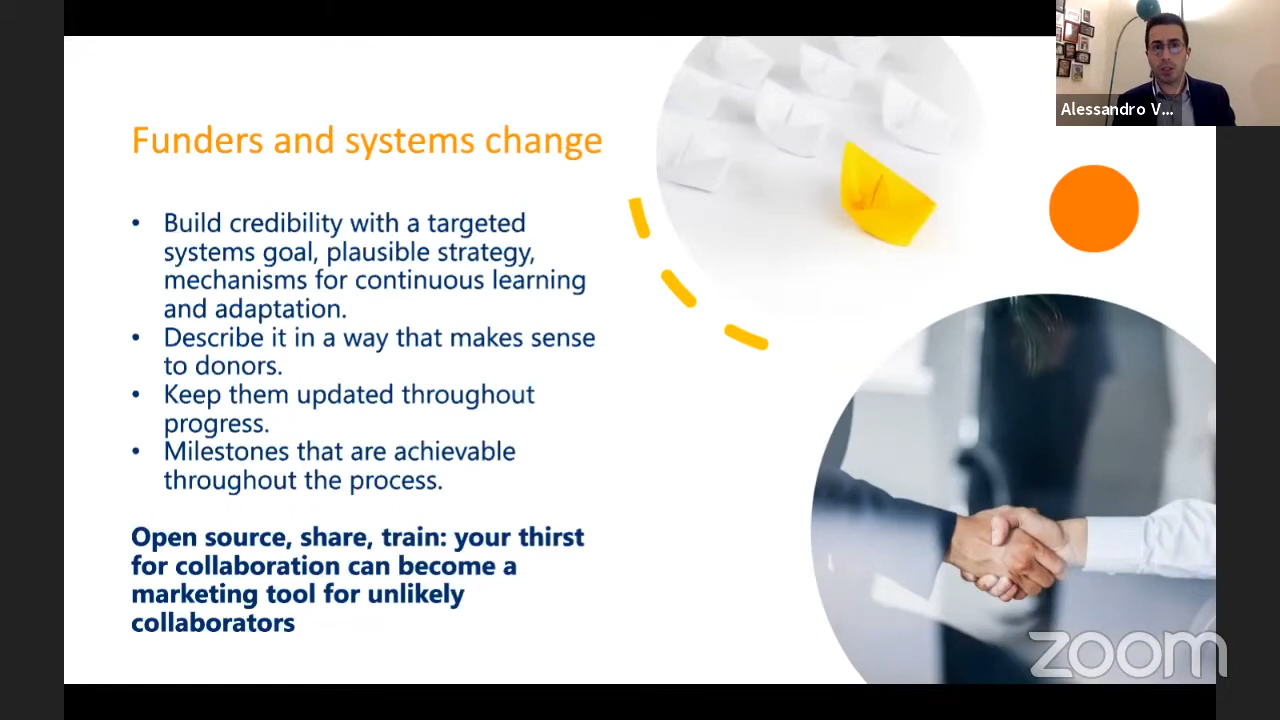 Alessandro V...
Funders and systems change
• Build credibility with a targeted
systems goal, plausible strategy,
mechanisms for continuous learning
and adaptation.
• Describe it in a way that makes sense
to donors.
• Keep them updated throughout
progress.
• Milestones that are achievable
throughout the process.
Open source, share, train: your thirst
for collaboration can become a
marketing tool for unlikely
collaborators
zoom